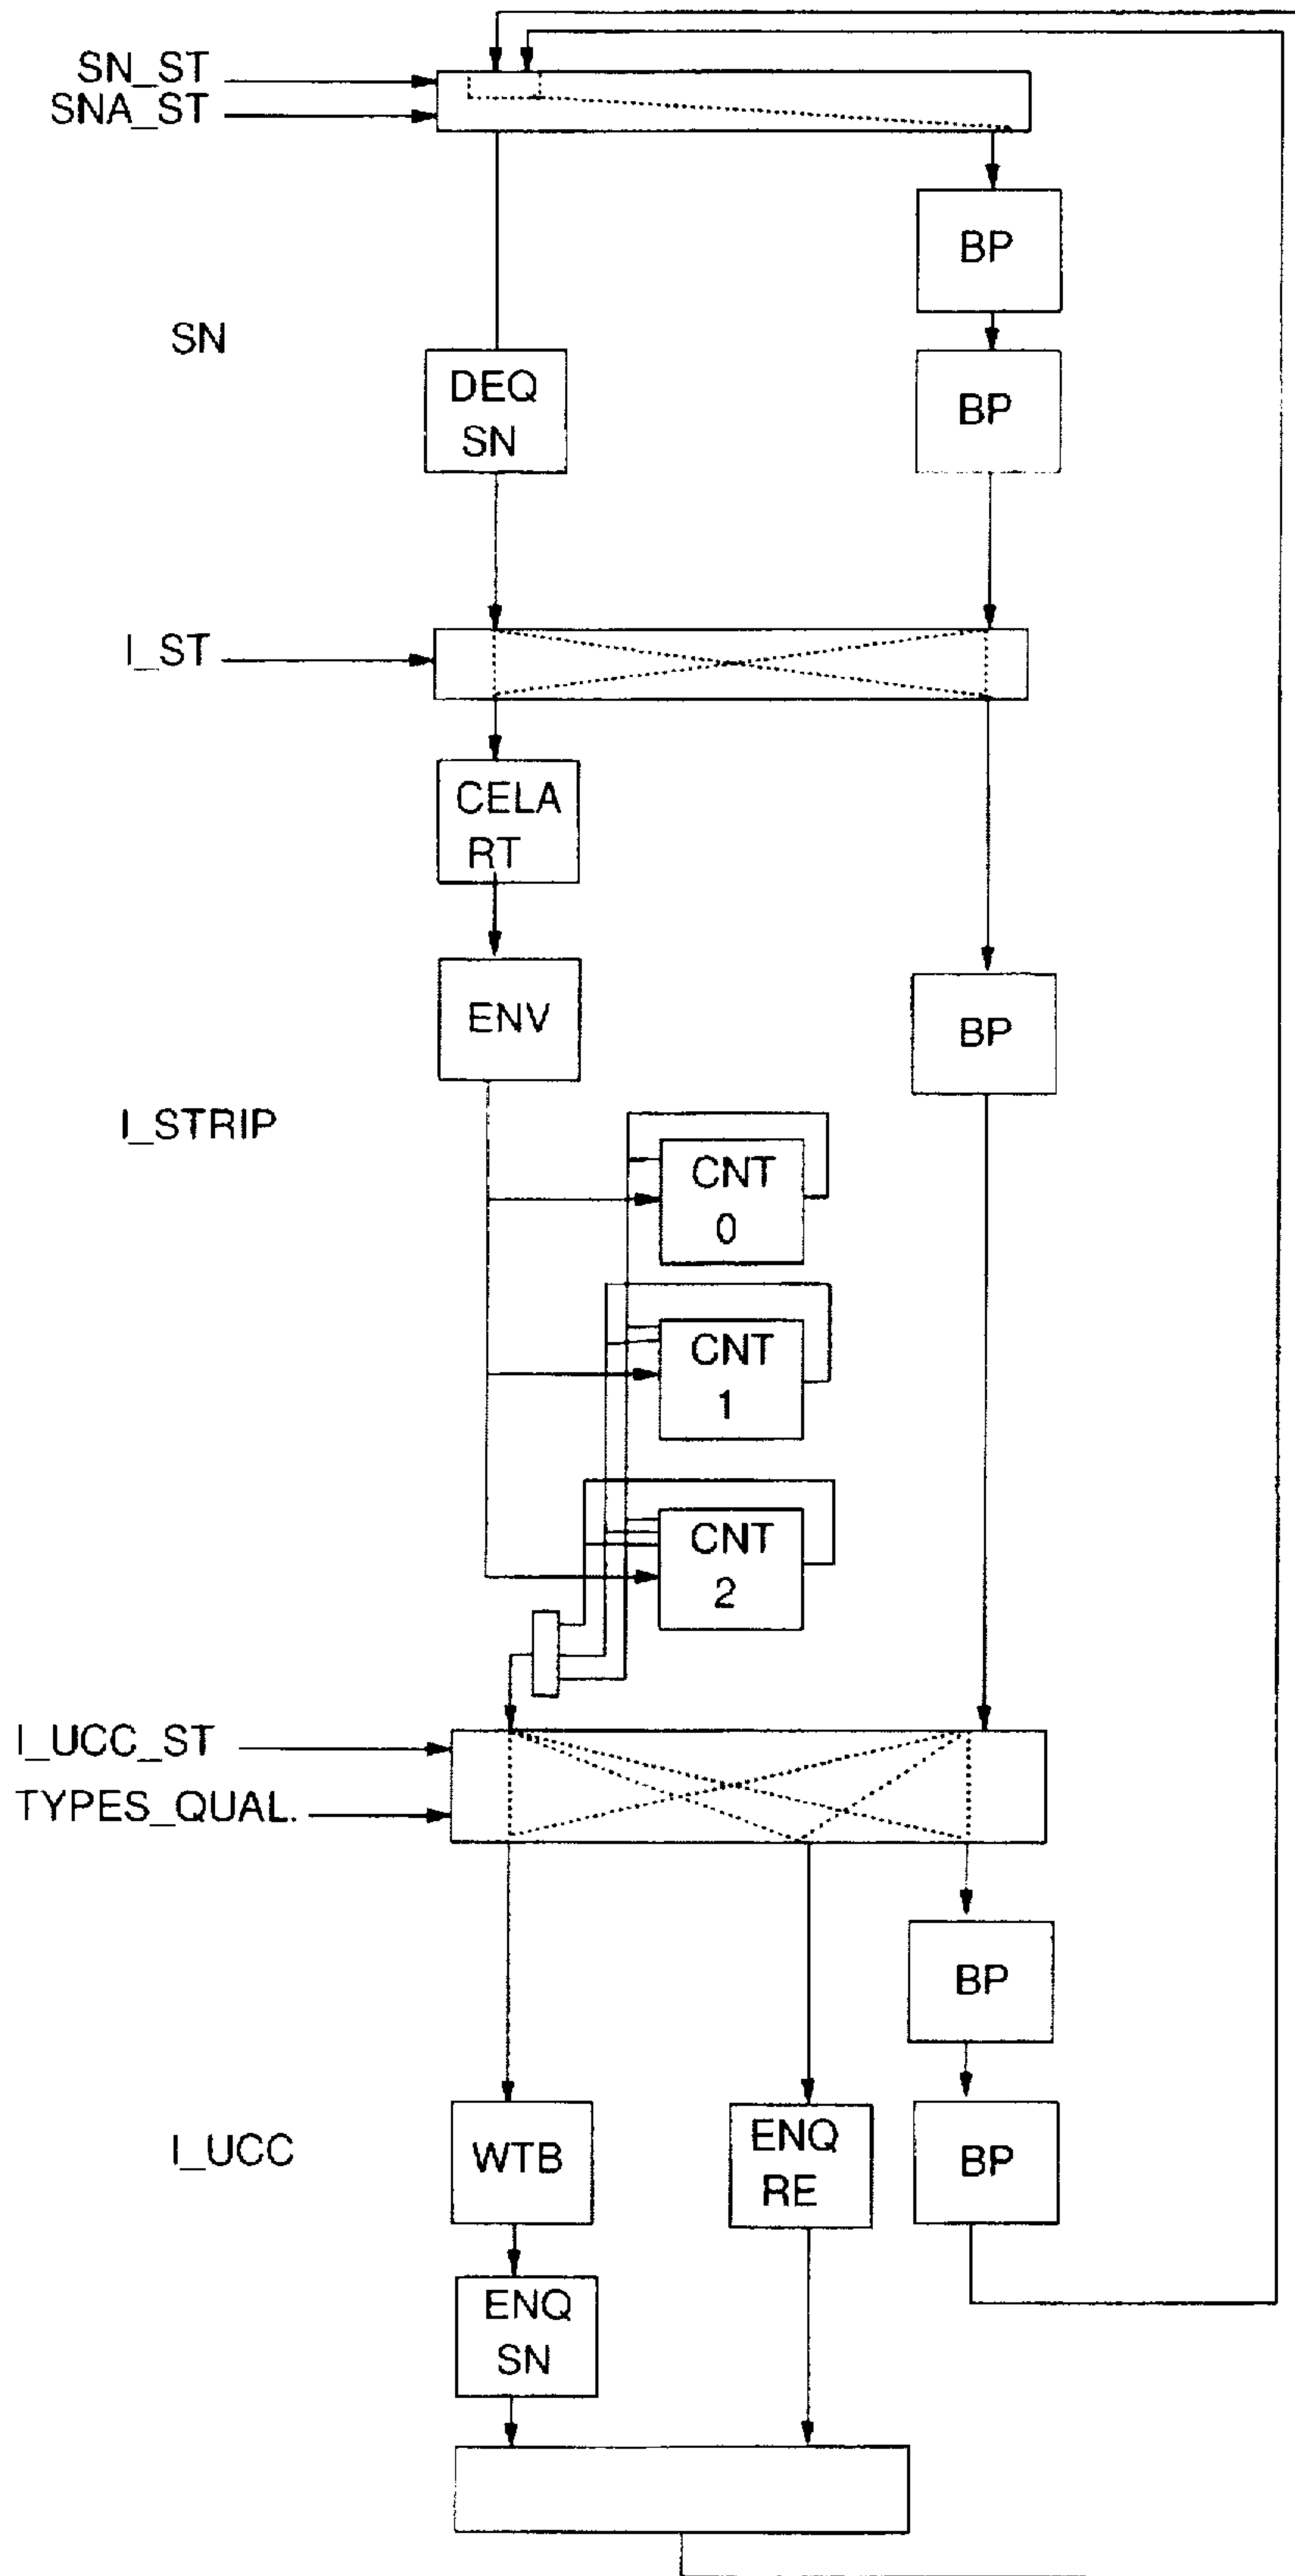 SN_ST
SNA_ST
BP
SN
DEQ
SN
BP
I_ST
CELA
RT
ENV
BP
I_STRIP
CNT
0
CNT
1
CNT
2
I_UCC_ST
TYPES_QUAL.
BP
I_UCC
WTB
ENQ
RE
BP
ENQ
SN